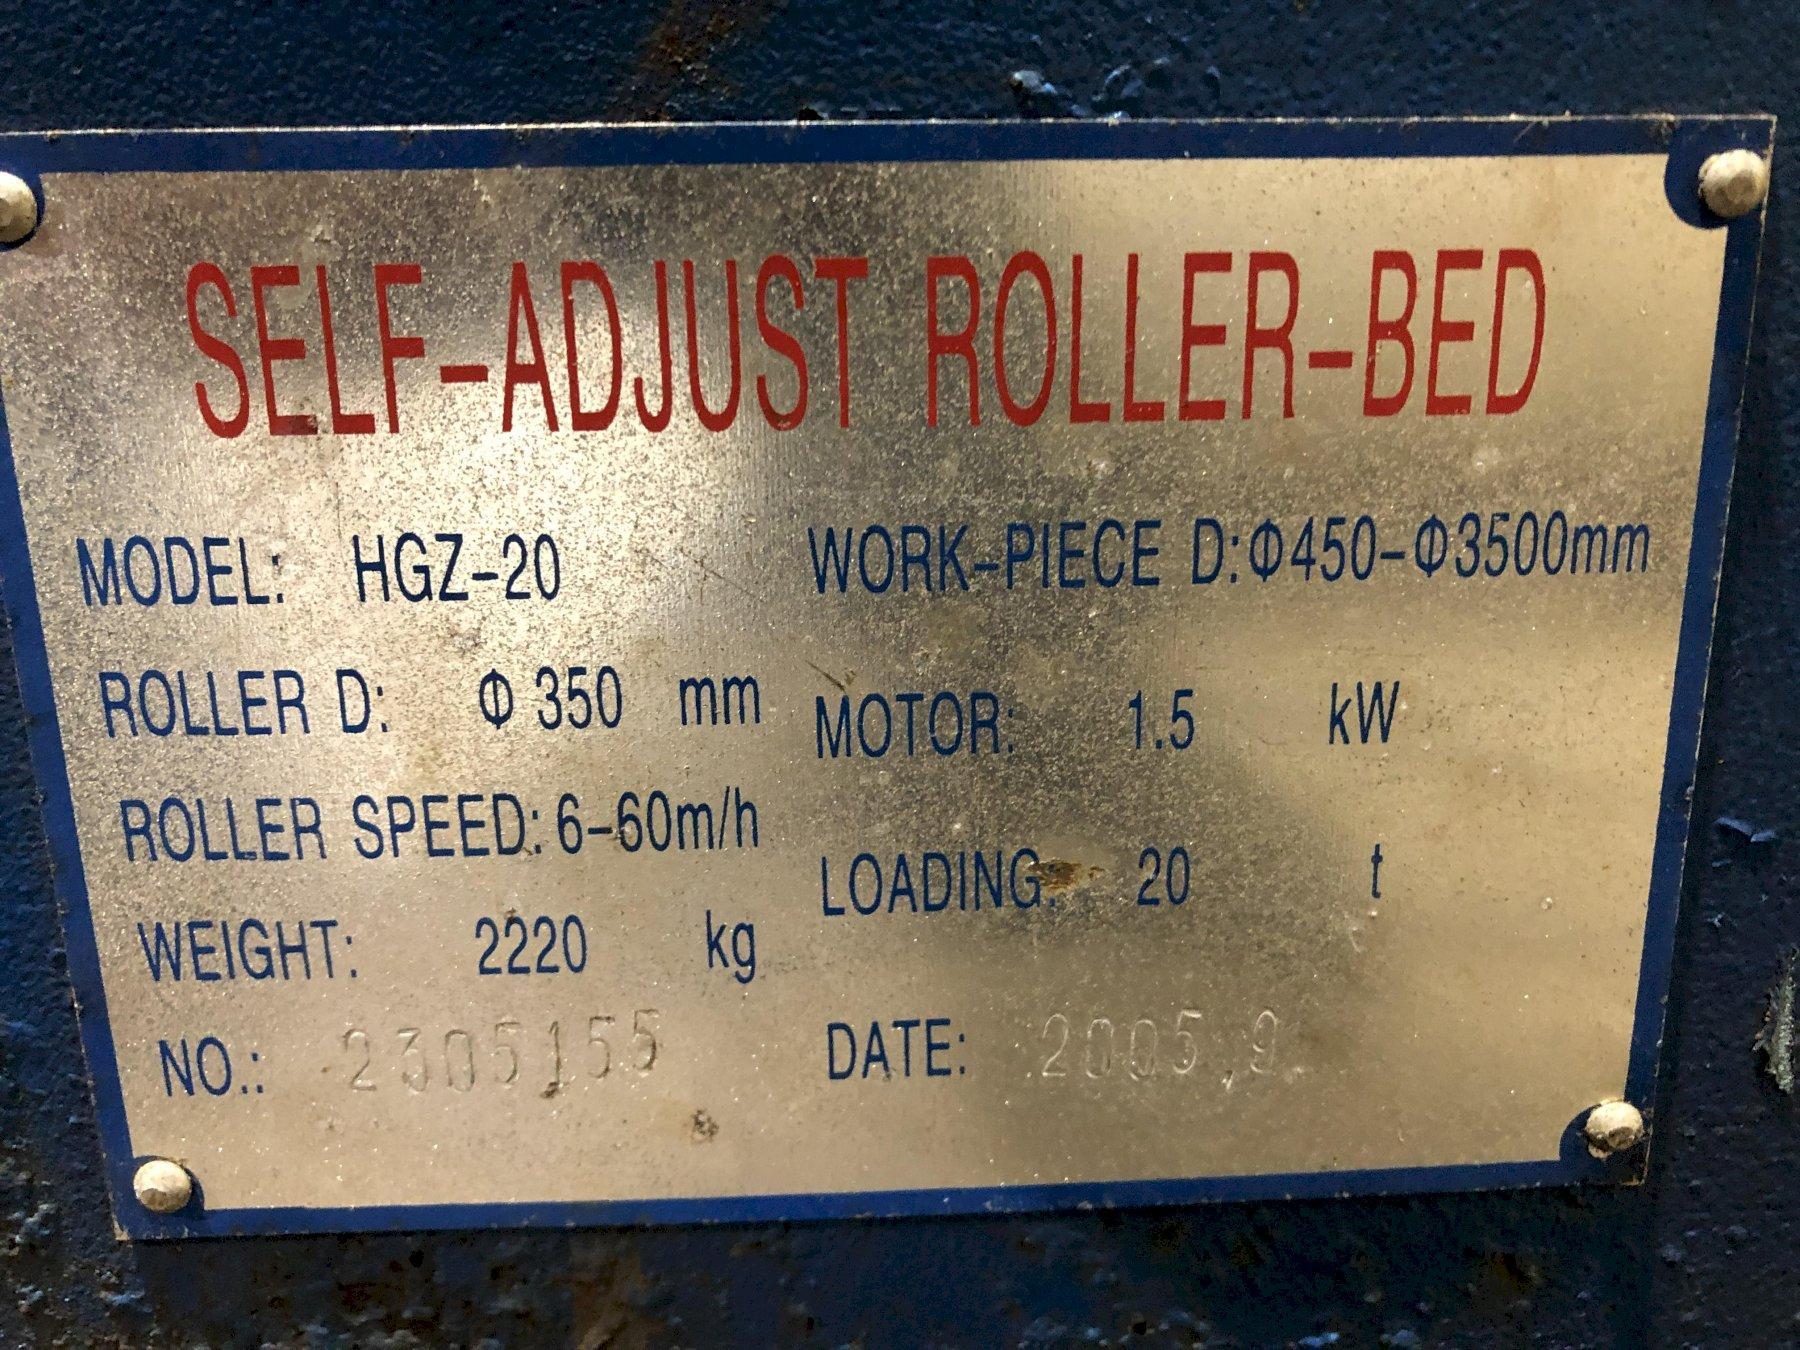 SELF-ADJUST ROLLER-BED
MODEL: HGZ-20
WORK-PIECE D:Φ450-Φ3500mm
ROLLER D: Φ350 mm
MOTOR: 1.5 kW
ROLLER SPEED: 6-60m/h
LOADING: 20 t
WEIGHT: 2220 kg
NO.: 2305155
DATE: 2005,9